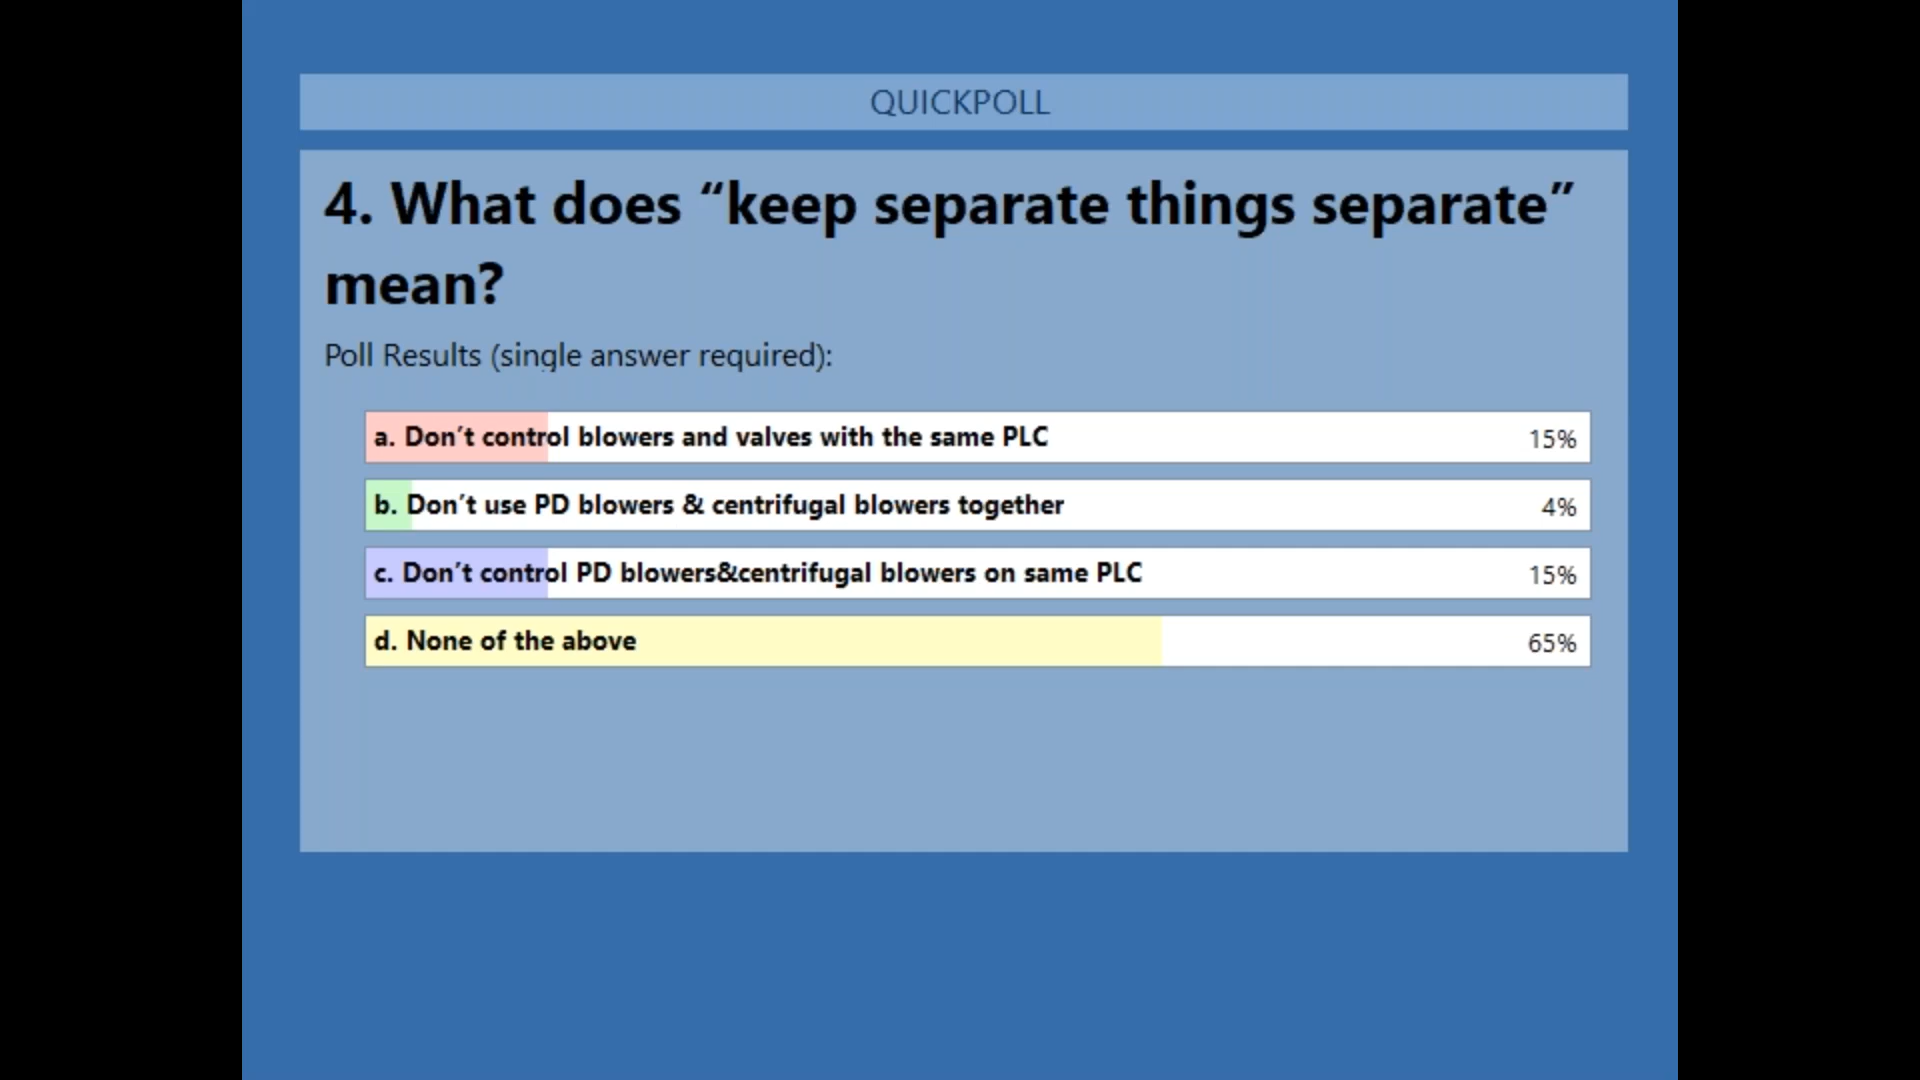 QUICKPOLL
4. What does “keep separate things separate”
mean?
Poll Results (single answer required):
a. Don’t control blowers and valves with the same PLC 15%
b. Don’t use PD blowers & centrifugal blowers together 4%
c. Don’t control PD blowers&centrifugal blowers on same PLC 15%
d. None of the above 65%